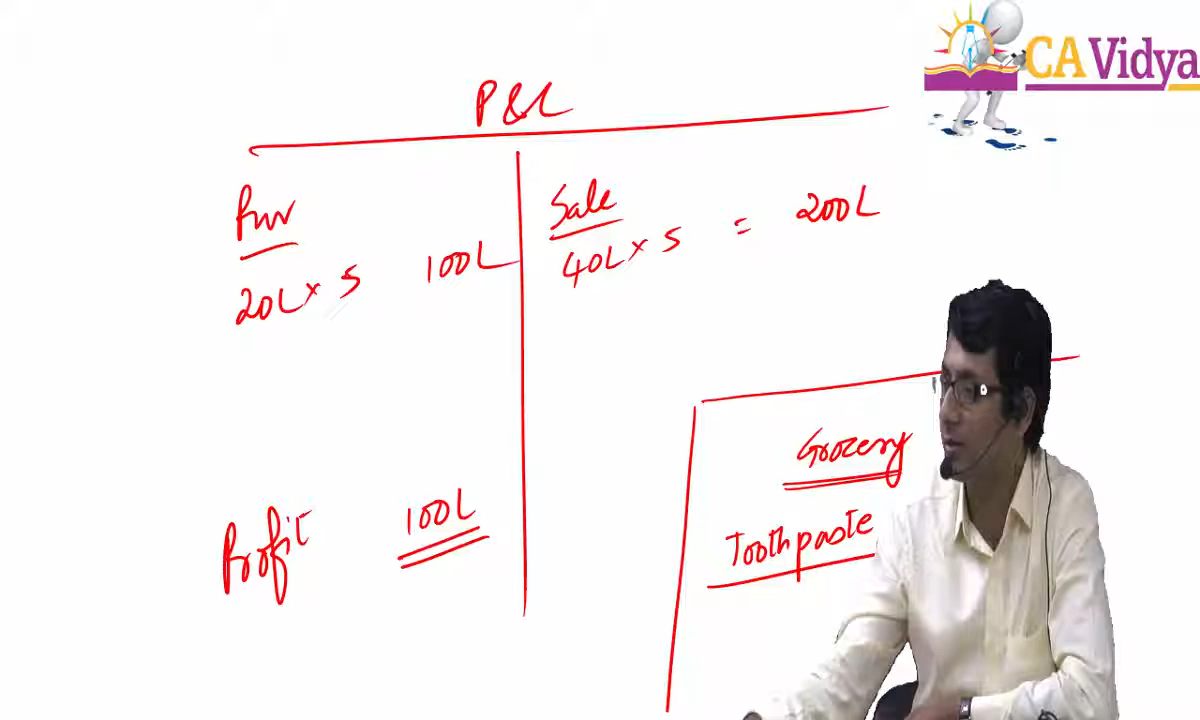 CA Vidya
P&L
Pur
20L x 5 100L
Sale
40L x 5 = 200L
Profit 100L
Grocery
Toothpaste